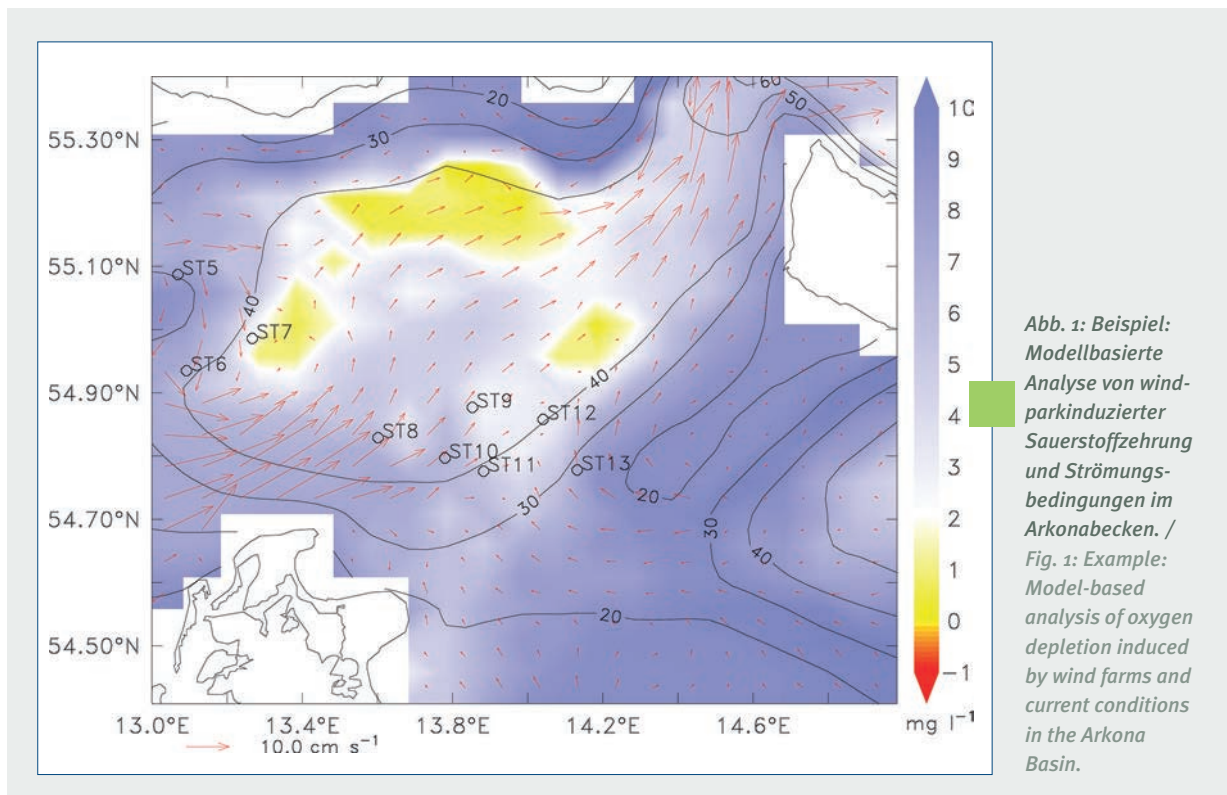 60
50
20
30
10
9
8
7
6
5
4
3
2
1
0
−1
mg l⁻¹
55.30°N
55.10°N
54.90°N
54.70°N
54.50°N
ST5
40
ST7
ST6
40
ST9
ST12
ST8
ST10
ST11
ST13
30
20
30
40
20
13.0°E 13.4°E 13.8°E 14.2°E 14.6°E
10.0 cm s⁻¹
Abb. 1: Beispiel:
Modellbasierte
Analyse von wind-
parkinduzierter
Sauerstoffzehrung
und Strömungs-
bedingungen im
Arkonabecken. /
Fig. 1: Example:
Model-based
analysis of oxygen
depletion induced
by wind farms and
current conditions
in the Arkona
Basin.